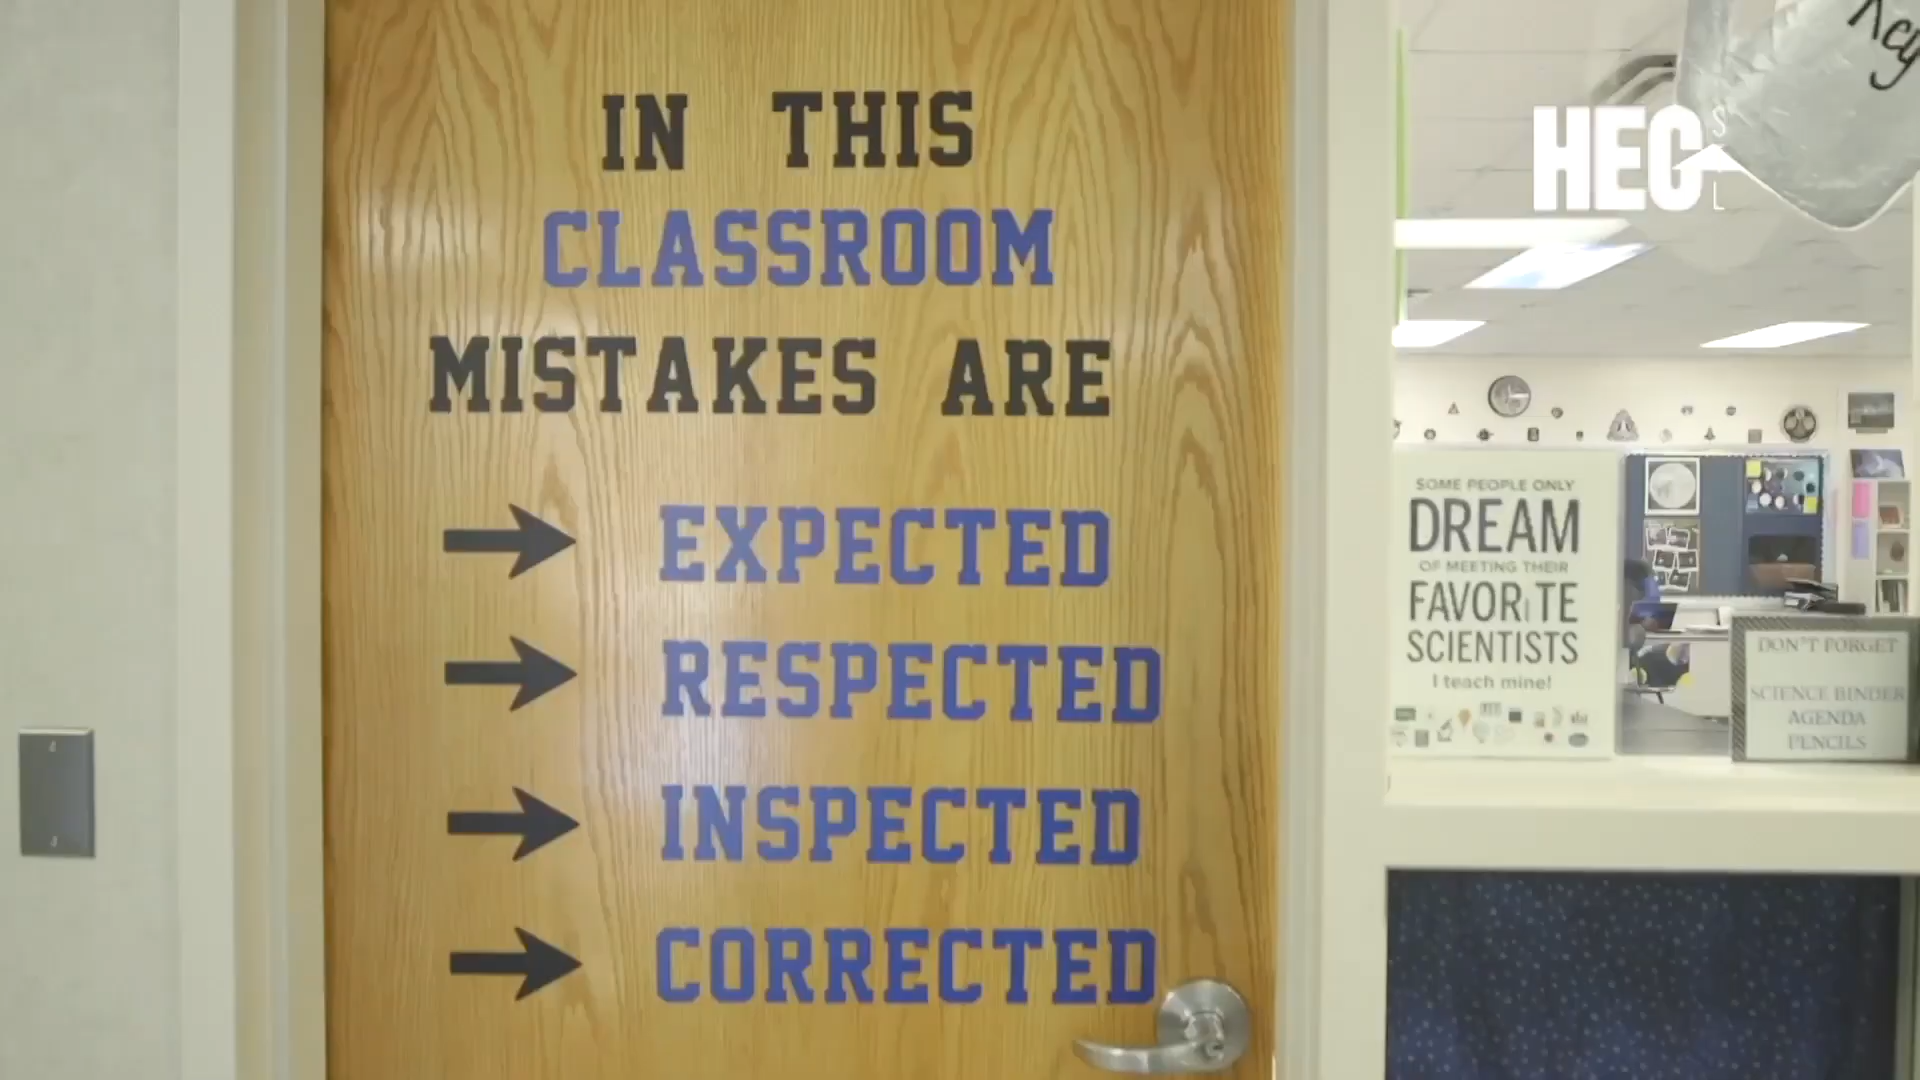 IN THIS
CLASSROOM
MISTAKES ARE
EXPECTED
RESPECTED
INSPECTED
CORRECTED
HEC
SOME PEOPLE ONLY
DREAM
OF MEETING THEIR
FAVORiTE
SCIENTISTS
I teach mine!
DON'T FORGET
SCIENCE BINDER
AGENDA
PENCILS